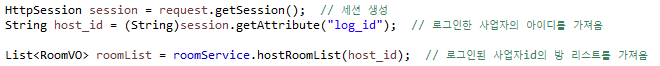 HttpSession session = request.getSession();  // 세션 생성
String host_id = (String)session.getAttribute("log_id");  // 로그인한 사업자의 아이디를 가져옴
List<RoomVO> roomList = roomService.hostRoomList(host_id);  // 로그인된 사업자id의 방 리스트를 가져옴